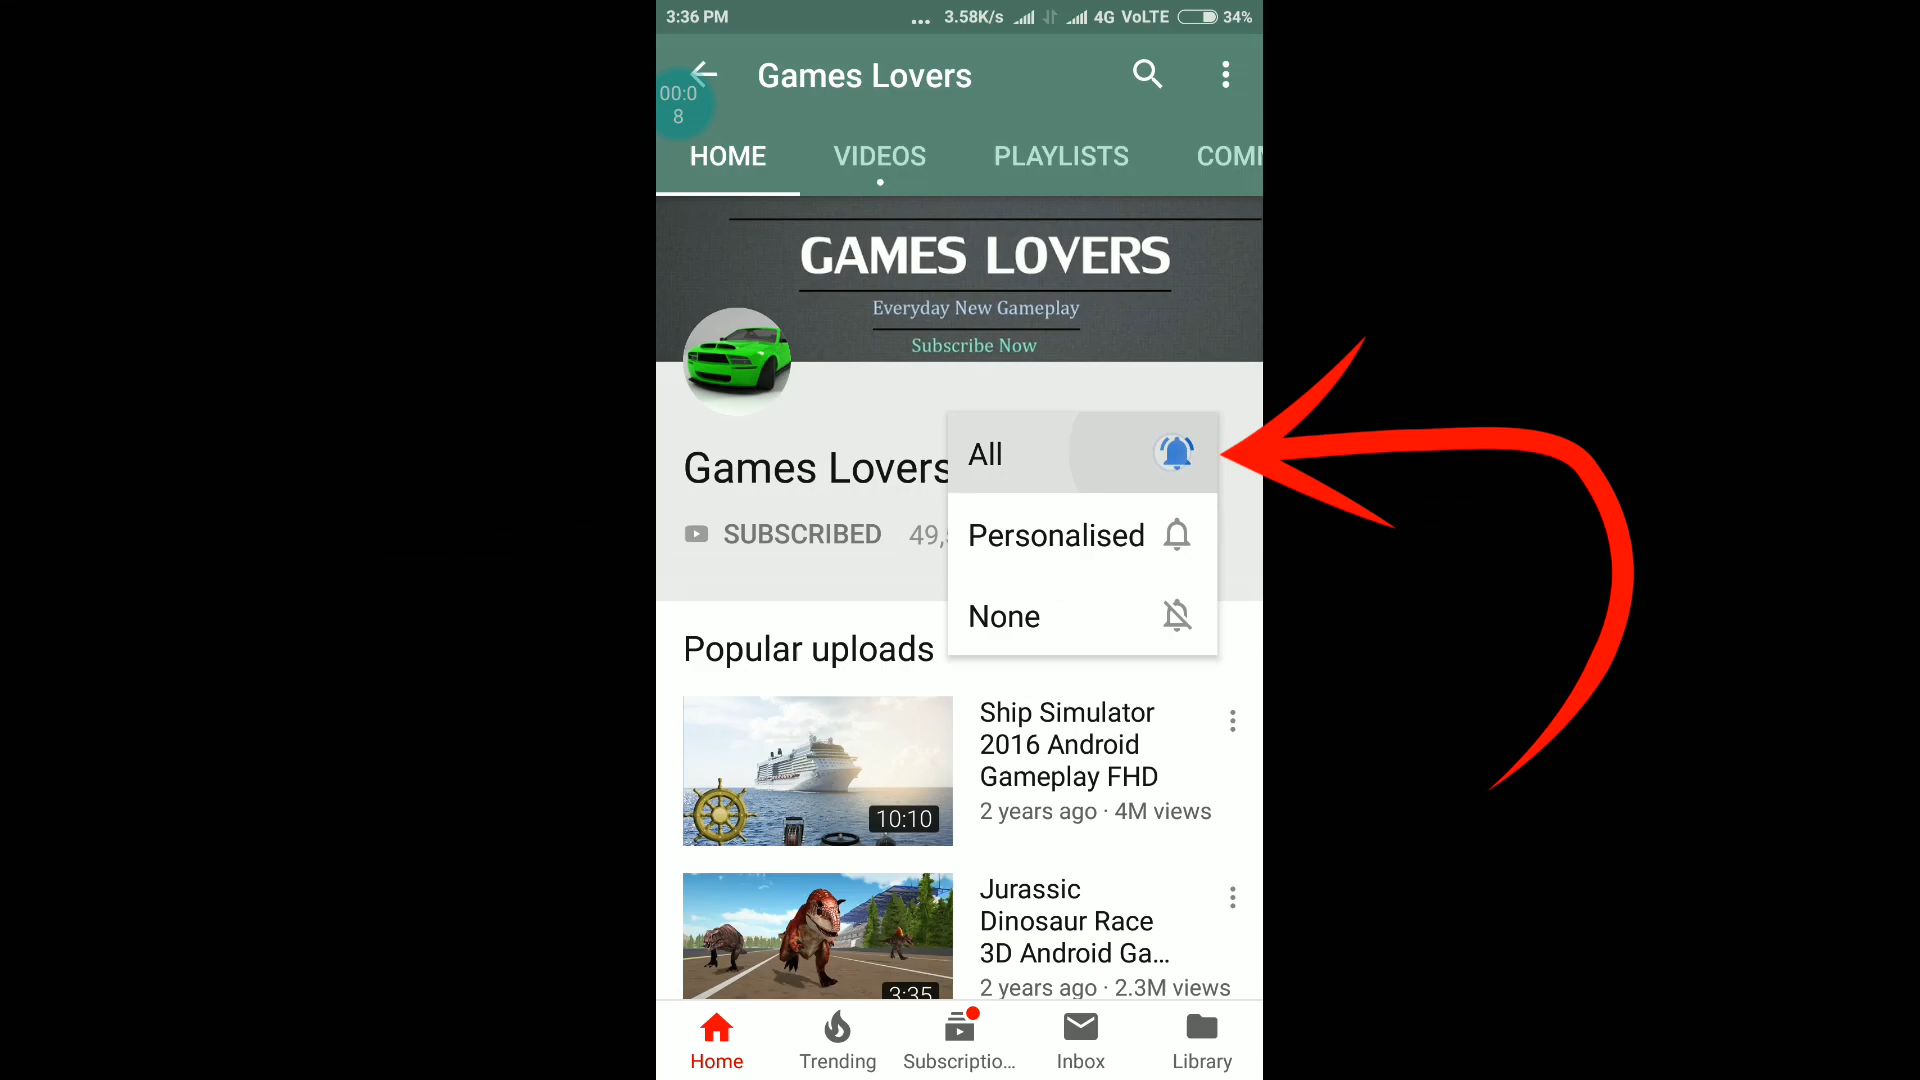 3:36 PM
... 3.58K/s 4G VoLTE 34%
Games Lovers
00:0
8
HOME VIDEOS PLAYLISTS COMM
GAMES LOVERS
Everyday New Gameplay
Subscribe Now
All
Games Lovers
Personalised
SUBSCRIBED 49,
None
Popular uploads
Ship Simulator
2016 Android
Gameplay FHD
2 years ago · 4M views
10:10
Jurassic
Dinosaur Race
3D Android Ga...
2 years ago · 2.3M views
3:35
Home Trending Subscriptio... Inbox Library